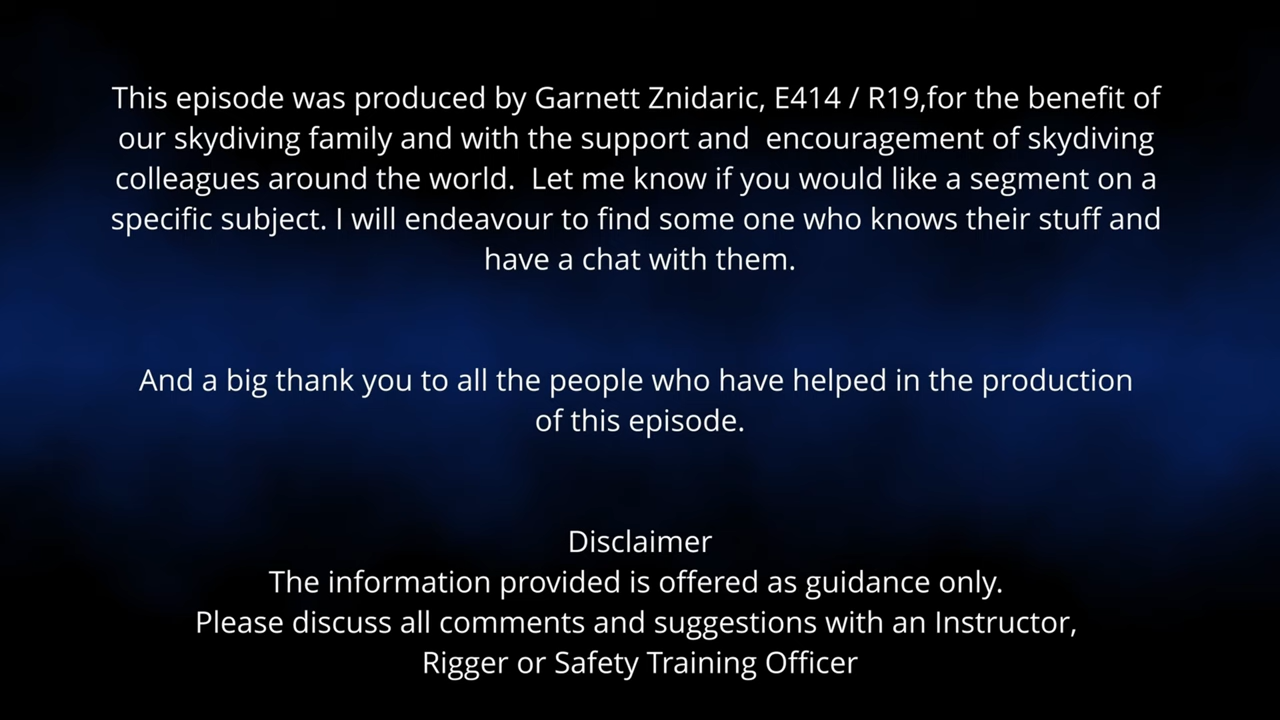 This episode was produced by Garnett Znidaric, E414 / R19,for the benefit of
our skydiving family and with the support and  encouragement of skydiving
colleagues around the world.  Let me know if you would like a segment on a
specific subject. I will endeavour to find some one who knows their stuff and
have a chat with them.
And a big thank you to all the people who have helped in the production
of this episode.
Disclaimer
The information provided is offered as guidance only.
Please discuss all comments and suggestions with an Instructor,
Rigger or Safety Training Officer